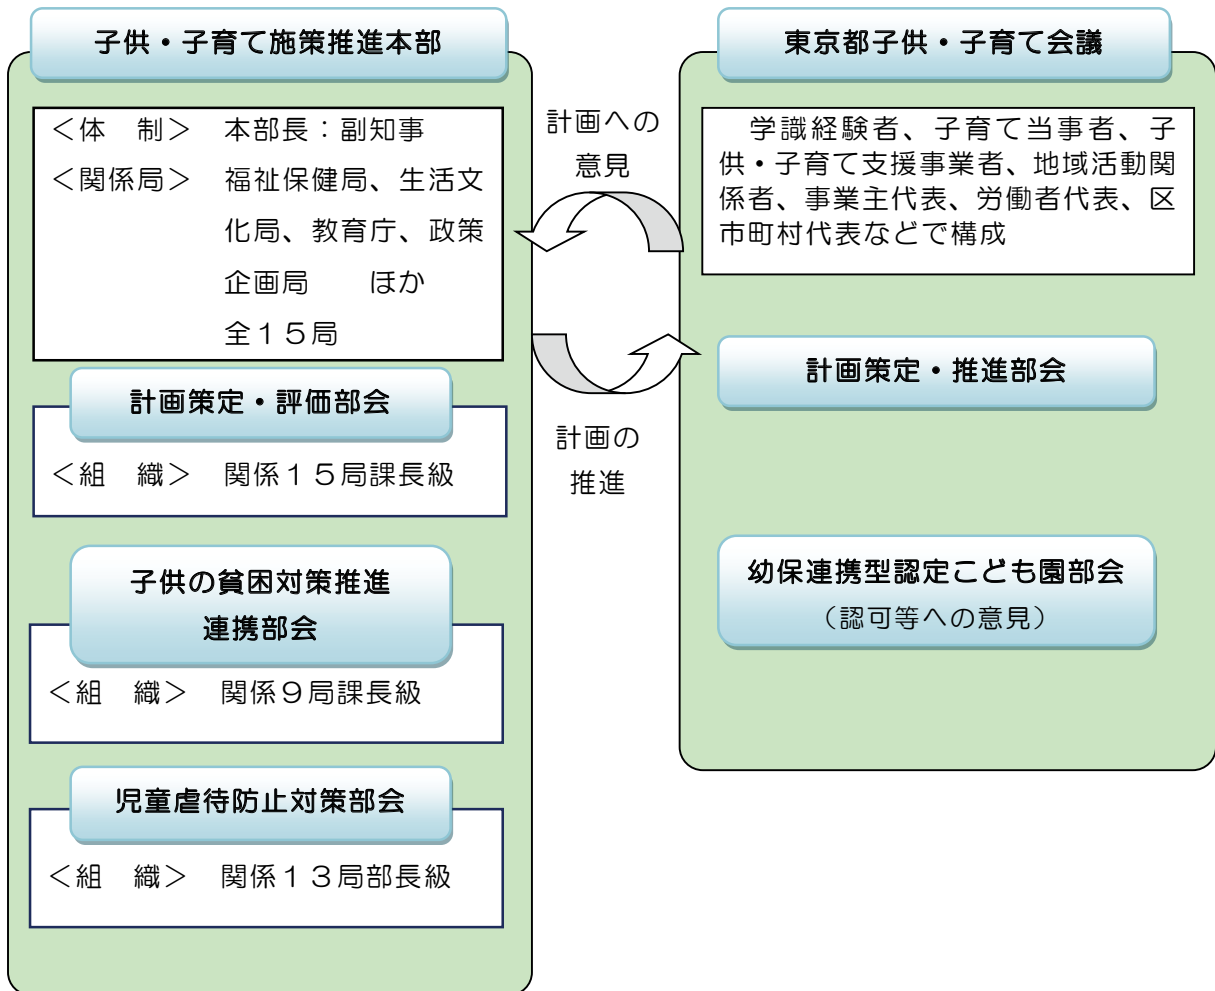 子供・子育て施策推進本部
＜体　制＞　本部長：副知事
＜関係局＞　福祉保健局、生活文
化局、教育庁、政策
企画局　　ほか
全１５局
計画策定・評価部会
＜組　織＞　関係１５局課長級
子供の貧困対策推進
連携部会
＜組　織＞　関係９局課長級
児童虐待防止対策部会
＜組　織＞　関係１３局部長級
計画への
意見
計画の
推進
東京都子供・子育て会議
　学識経験者、子育て当事者、子
供・子育て支援事業者、地域活動関
係者、事業主代表、労働者代表、区
市町村代表などで構成
計画策定・推進部会
幼保連携型認定こども園部会
（認可等への意見）